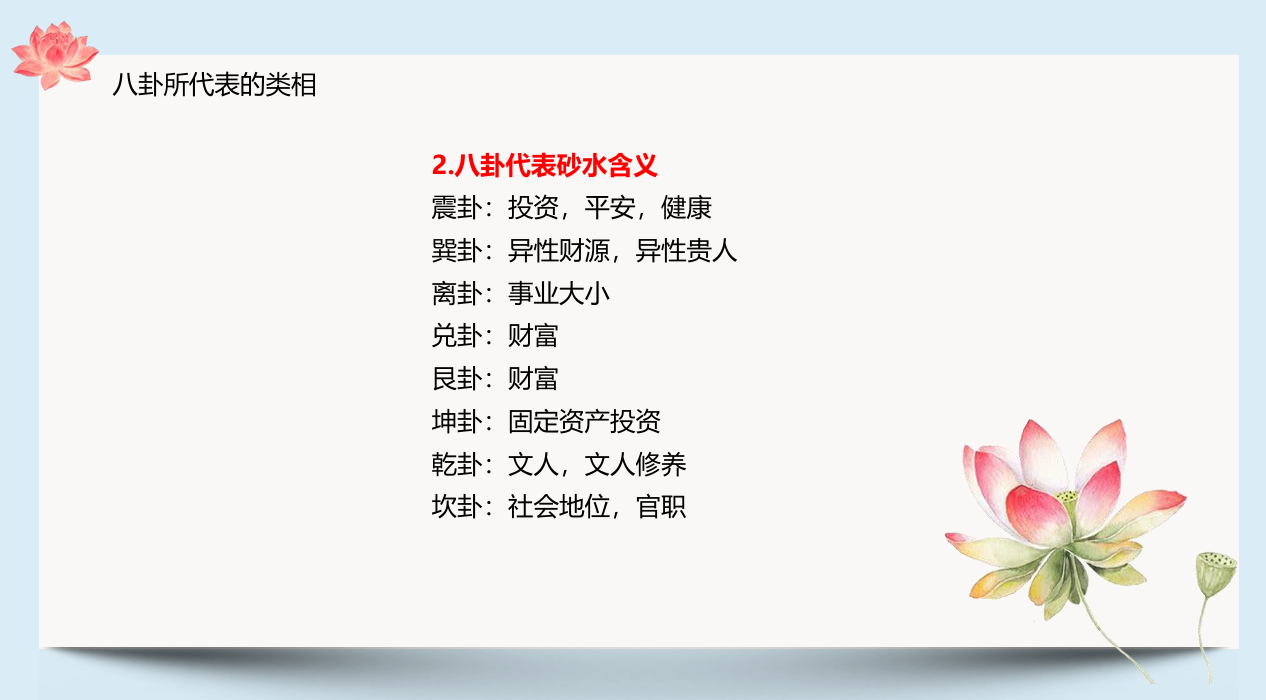 八卦所代表的类相
2.八卦代表砂水含义
震卦：投资，平安，健康
巽卦：异性财源，异性贵人
离卦：事业大小
兑卦：财富
艮卦：财富
坤卦：固定资产投资
乾卦：文人，文人修养
坎卦：社会地位，官职